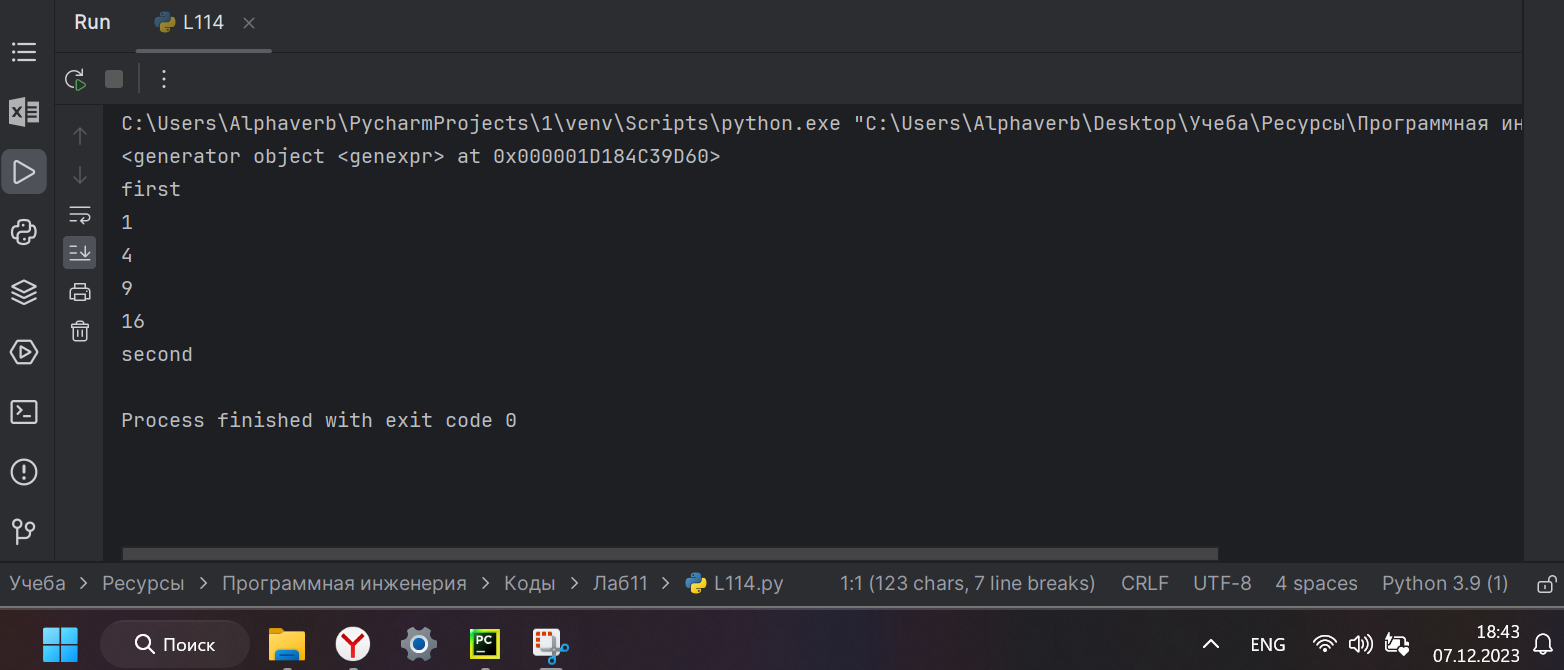 Run L114
C:\Users\Alphaverb\PycharmProjects\1\venv\Scripts\python.exe "C:\Users\Alphaverb\Desktop\Учеба\Ресурсы\Программная ин
<generator object <genexpr> at 0x000001D184C39D60>
first
1
4
9
16
second
Process finished with exit code 0
Учеба > Ресурсы > Программная инженерия > Коды > Лаб11 > L114.py 1:1 (123 chars, 7 line breaks) CRLF UTF-8 4 spaces Python 3.9 (1)
Поиск PC ENG 18:43
07.12.2023